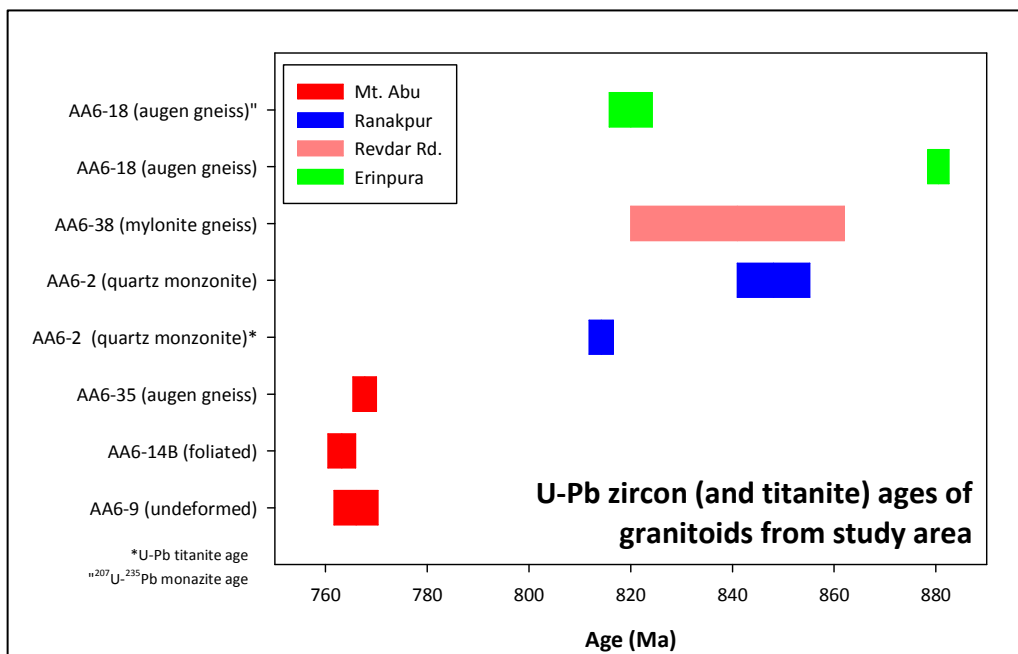 Mt. Abu
Ranakpur
Revdar Rd.
Erinpura
AA6-18 (augen gneiss)"
AA6-18 (augen gneiss)
AA6-38 (mylonite gneiss)
AA6-2 (quartz monzonite)
AA6-2 (quartz monzonite)*
AA6-35 (augen gneiss)
AA6-14B (foliated)
AA6-9 (undeformed)
U-Pb zircon (and titanite) ages of
granitoids from study area
*U-Pb titanite age
"²⁰⁷U-²³⁵Pb monazite age
760 780 800 820 840 860 880
Age (Ma)